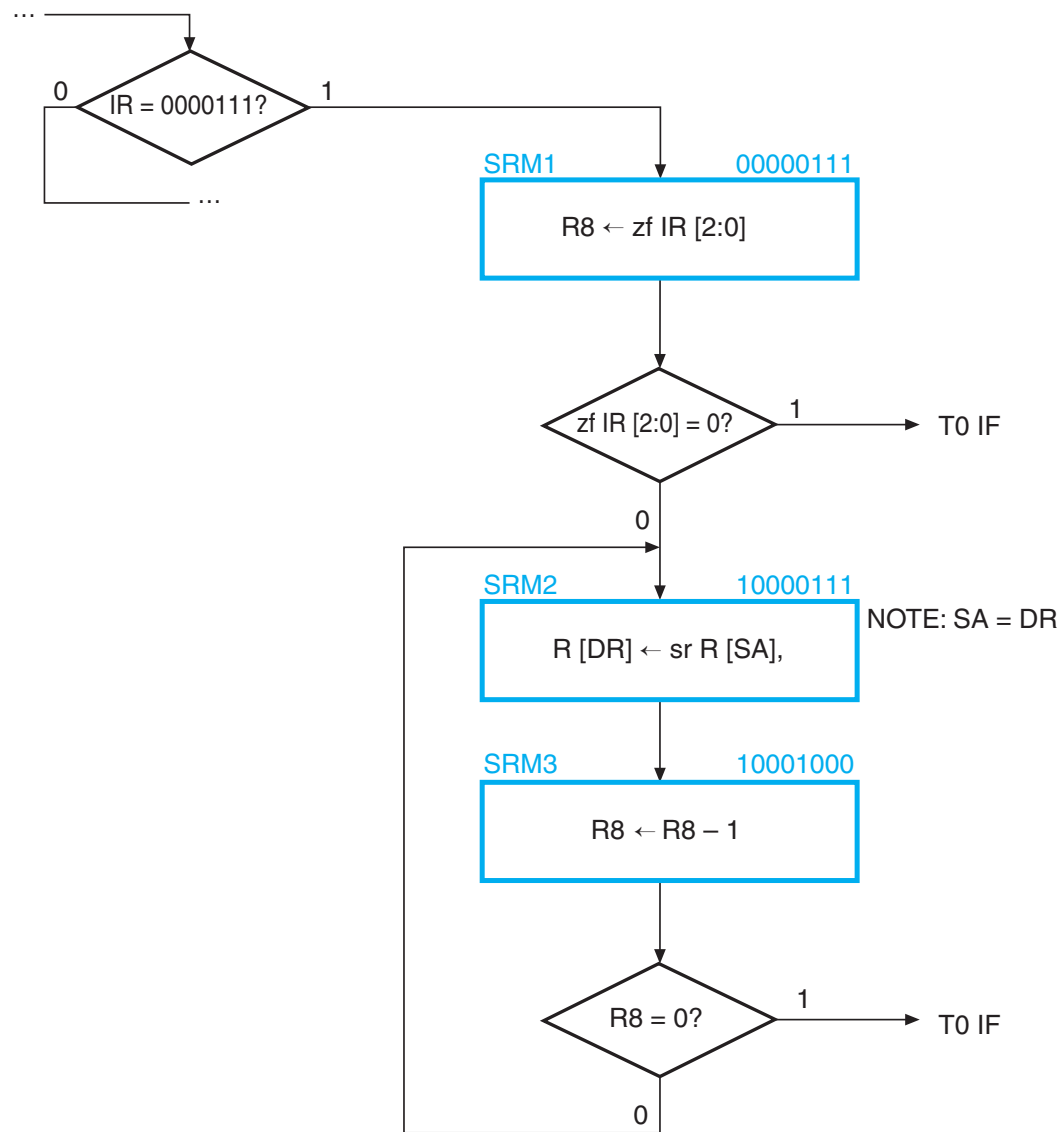 ...
0
IR = 0000111?
1
SRM1 00000111
R8 ← zf IR [2:0]
...
zf IR [2:0] = 0?
1
T0 IF
0
SRM2 10000111
NOTE: SA = DR
R [DR] ← sr R [SA],
SRM3 10001000
R8 ← R8 – 1
R8 = 0?
1
T0 IF
0